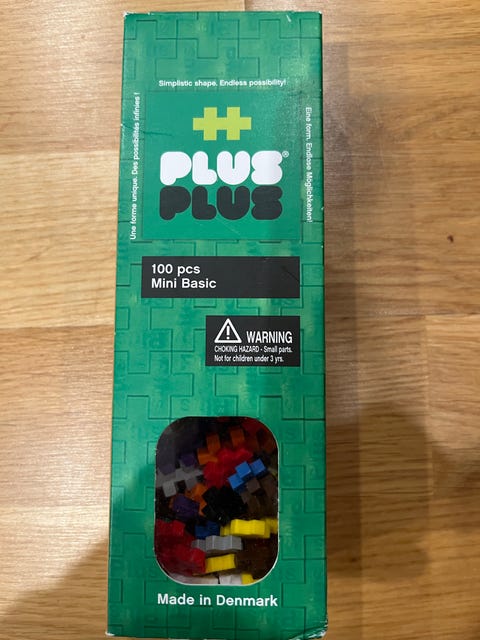 Simplistic shape. Endless possibility!
Une forme unique. Des possibilités infinies !
Eine form. Endlose Möglichkeiten!
PLUS®
PLUS
100 pcs
Mini Basic
WARNING
CHOKING HAZARD - Small parts.
Not for children under 3 yrs.
Made in Denmark